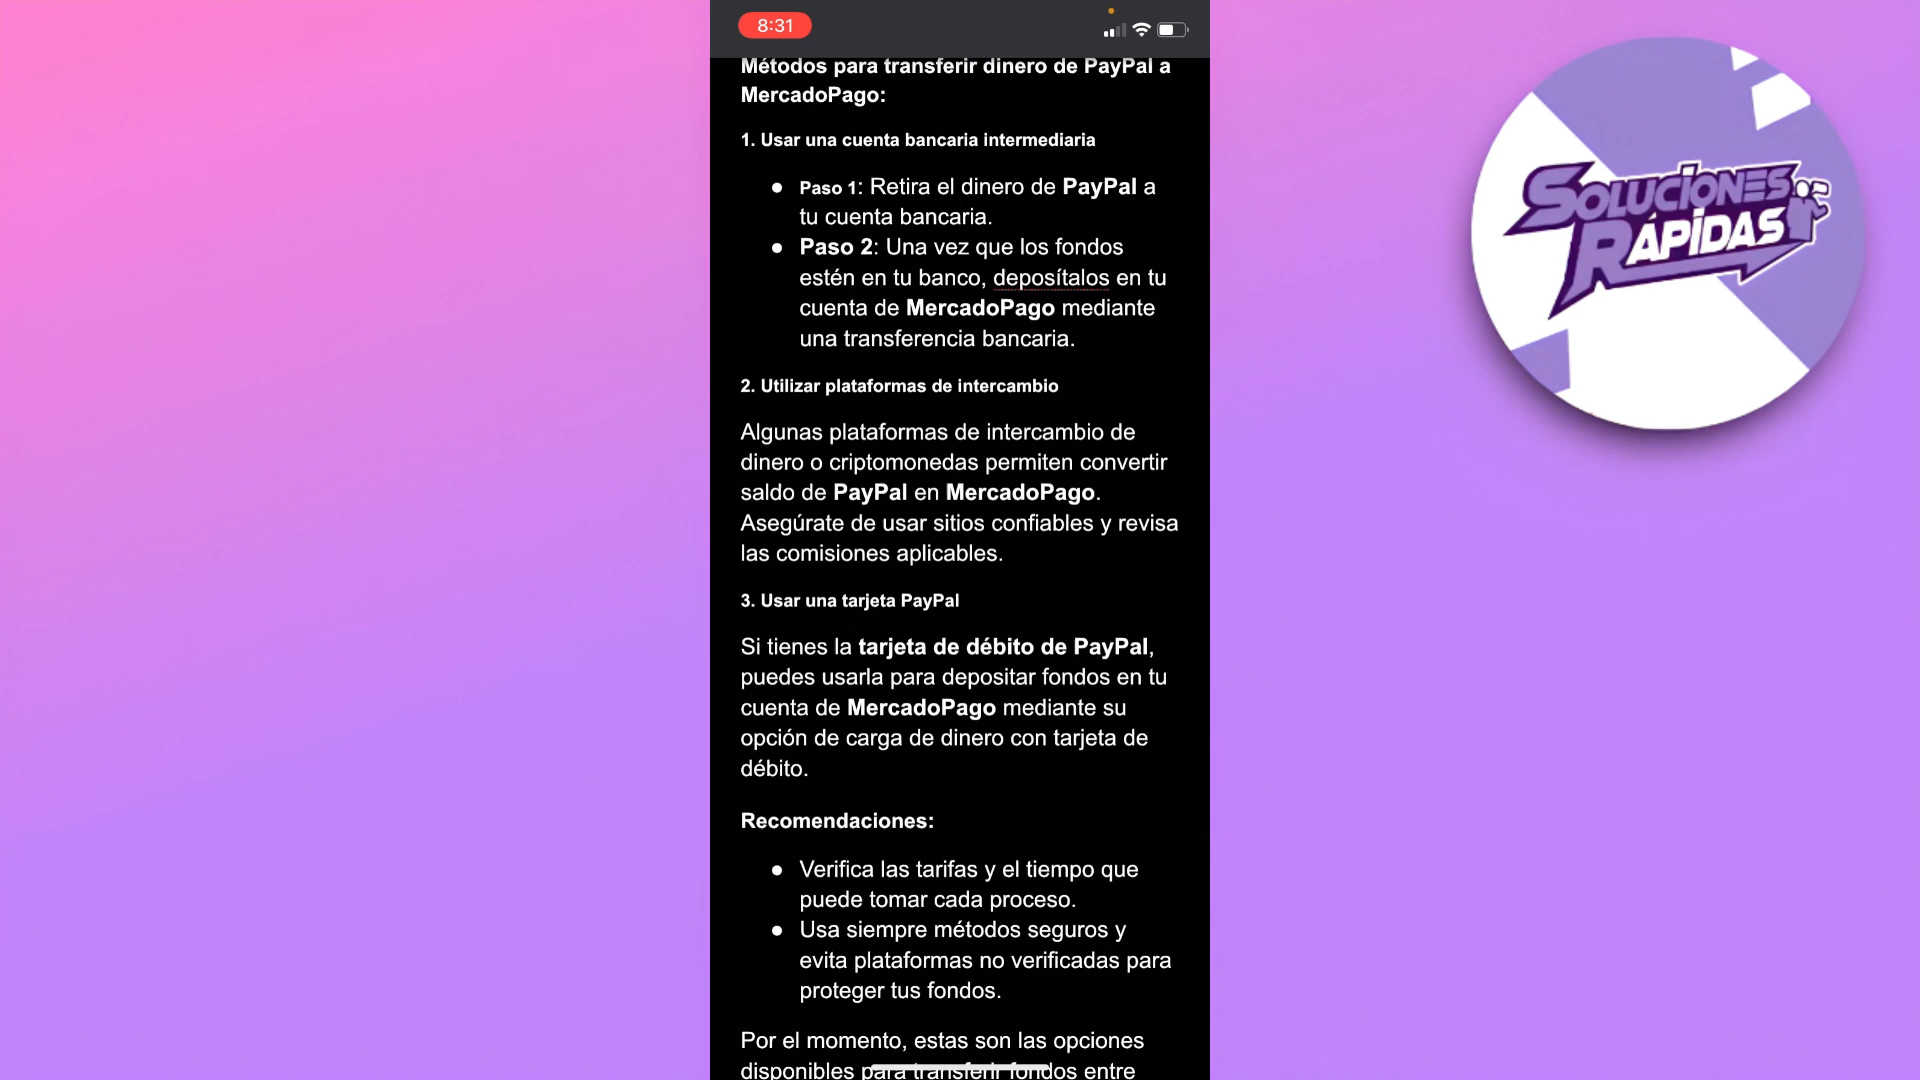 8:31
Métodos para transferir dinero de PayPal a
MercadoPago:
1. Usar una cuenta bancaria intermediaria
● Paso 1: Retira el dinero de PayPal a
tu cuenta bancaria.
● Paso 2: Una vez que los fondos
estén en tu banco, deposítalos en tu
cuenta de MercadoPago mediante
una transferencia bancaria.
2. Utilizar plataformas de intercambio
Algunas plataformas de intercambio de
dinero o criptomonedas permiten convertir
saldo de PayPal en MercadoPago.
Asegúrate de usar sitios confiables y revisa
las comisiones aplicables.
3. Usar una tarjeta PayPal
Si tienes la tarjeta de débito de PayPal,
puedes usarla para depositar fondos en tu
cuenta de MercadoPago mediante su
opción de carga de dinero con tarjeta de
débito.
Recomendaciones:
● Verifica las tarifas y el tiempo que
puede tomar cada proceso.
● Usa siempre métodos seguros y
evita plataformas no verificadas para
proteger tus fondos.
Por el momento, estas son las opciones
disponibles para transferir fondos entre
SOLUCIONES
RÁPIDAS